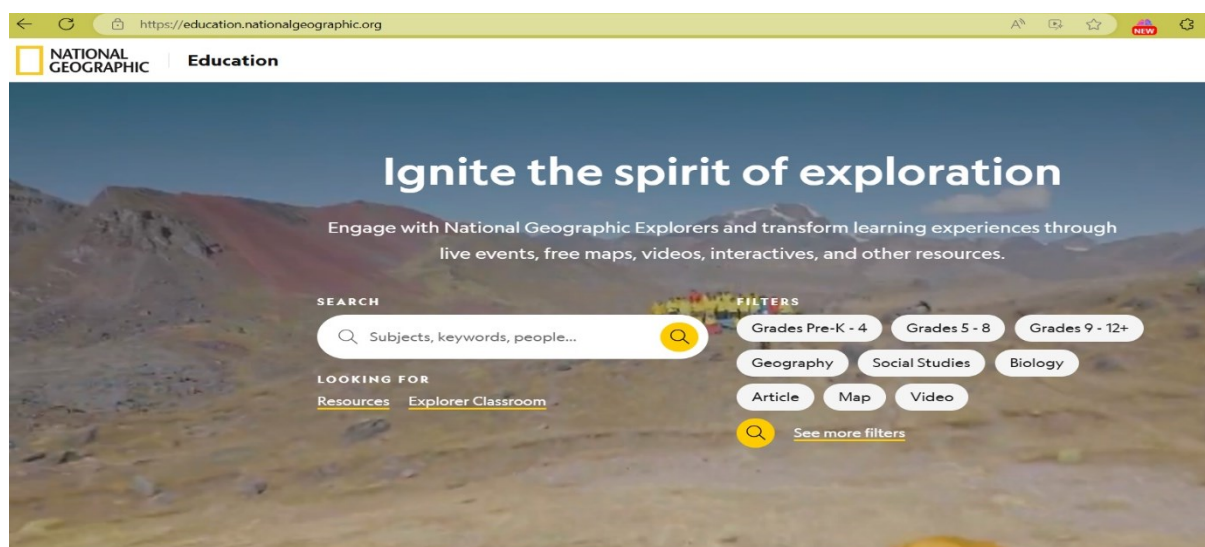 https://education.nationalgeographic.org
NEW
NATIONAL
GEOGRAPHIC
Education
Ignite the spirit of exploration
Engage with National Geographic Explorers and transform learning experiences through
live events, free maps, videos, interactives, and other resources.
SEARCH
Subjects, keywords, people...
LOOKING FOR
Resources Explorer Classroom
FILTERS
Grades Pre-K - 4 Grades 5 - 8 Grades 9 - 12+
Geography Social Studies Biology
Article Map Video
See more filters